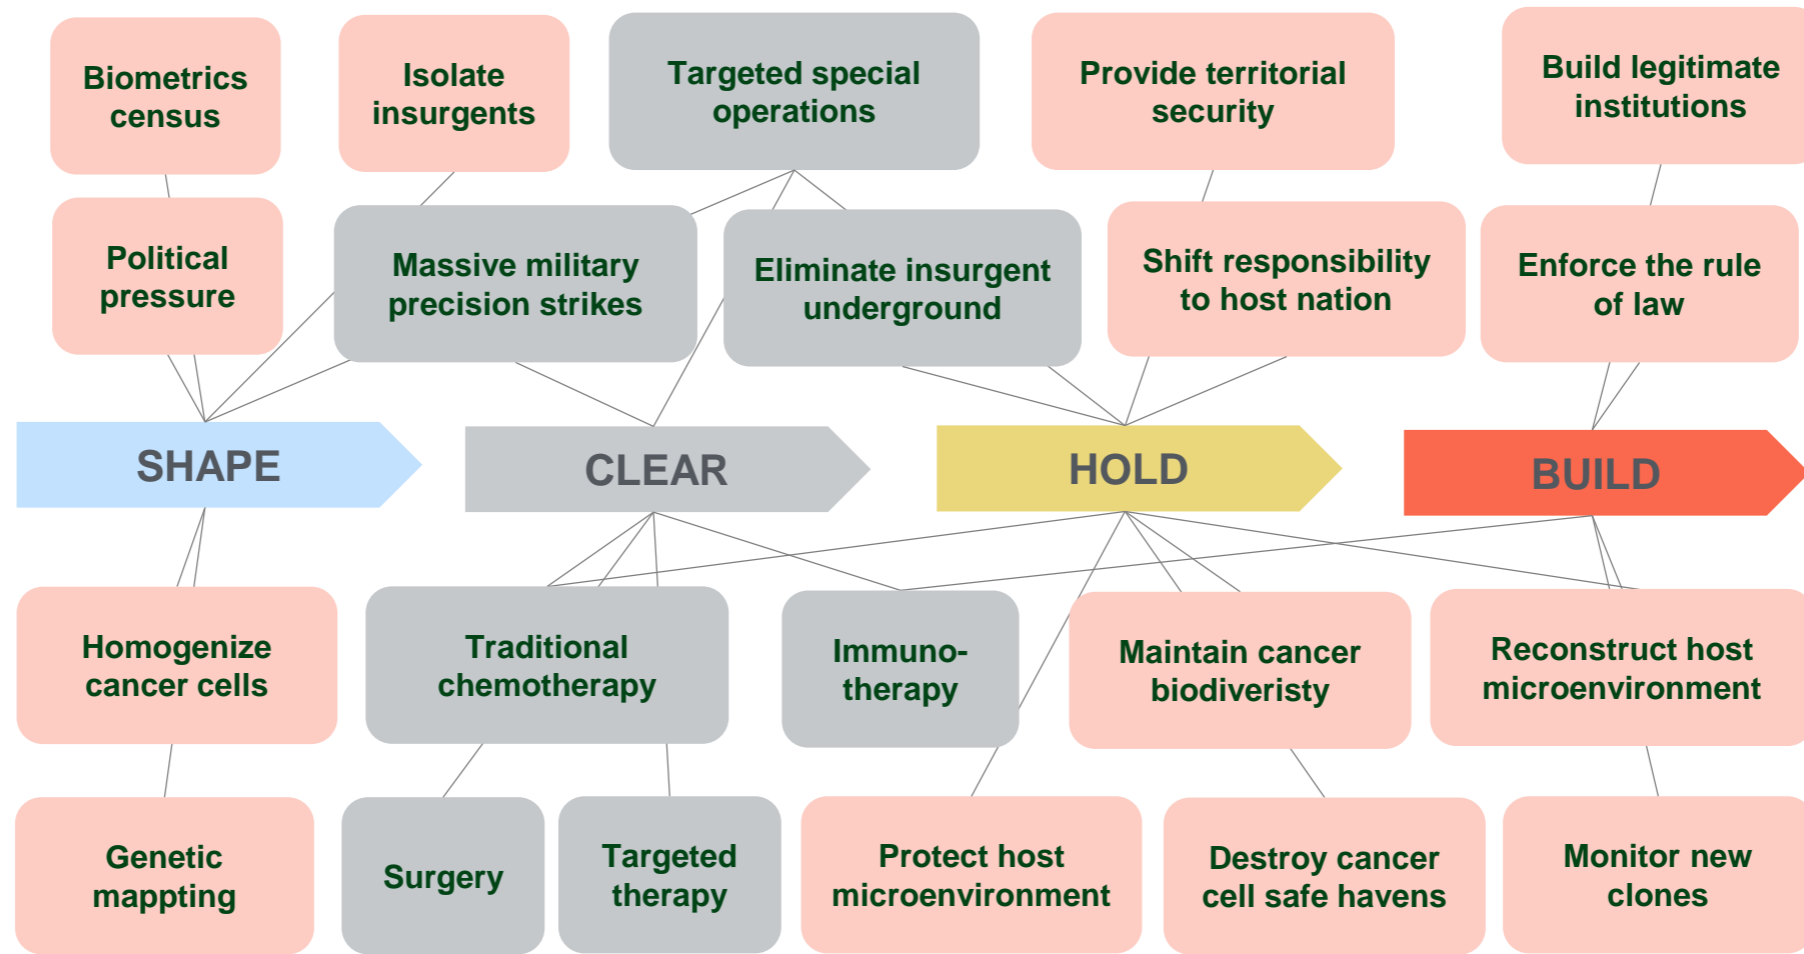 Biometrics
census
Isolate
insurgents
Targeted special
operations
Provide territorial
security
Build legitimate
institutions
Political
pressure
Massive military
precision strikes
Eliminate insurgent
underground
Shift responsibility
to host nation
Enforce the rule
of law
SHAPE
CLEAR
HOLD
BUILD
Homogenize
cancer cells
Traditional
chemotherapy
Immuno-
therapy
Maintain cancer
biodiveristy
Reconstruct host
microenvironment
Genetic
mappting
Surgery
Targeted
therapy
Protect host
microenvironment
Destroy cancer
cell safe havens
Monitor new
clones